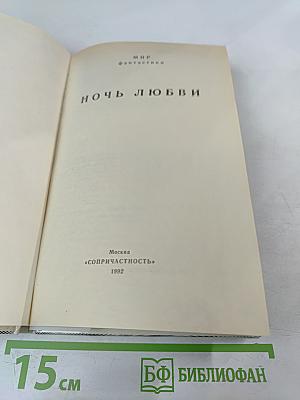 МИР
фантастики
НОЧЬ ЛЮБВИ
Москва
«СОПРИЧАСТНОСТЬ»
1992
15 см
БФ БИБЛИОФАН